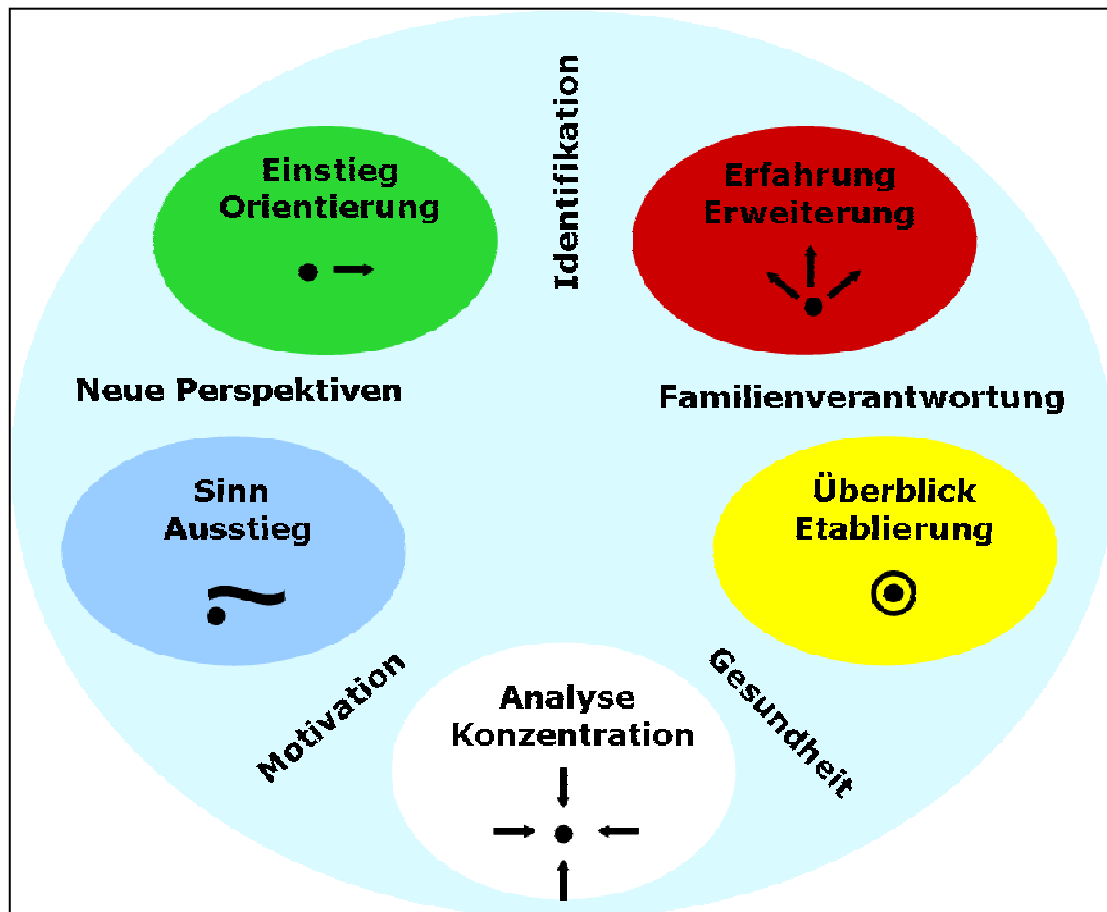 Identifikation
Einstieg
Orientierung
Erfahrung
Erweiterung
Neue Perspektiven
Familienverantwortung
Sinn
Ausstieg
Überblick
Etablierung
Motivation
Analyse
Konzentration
Gesundheit